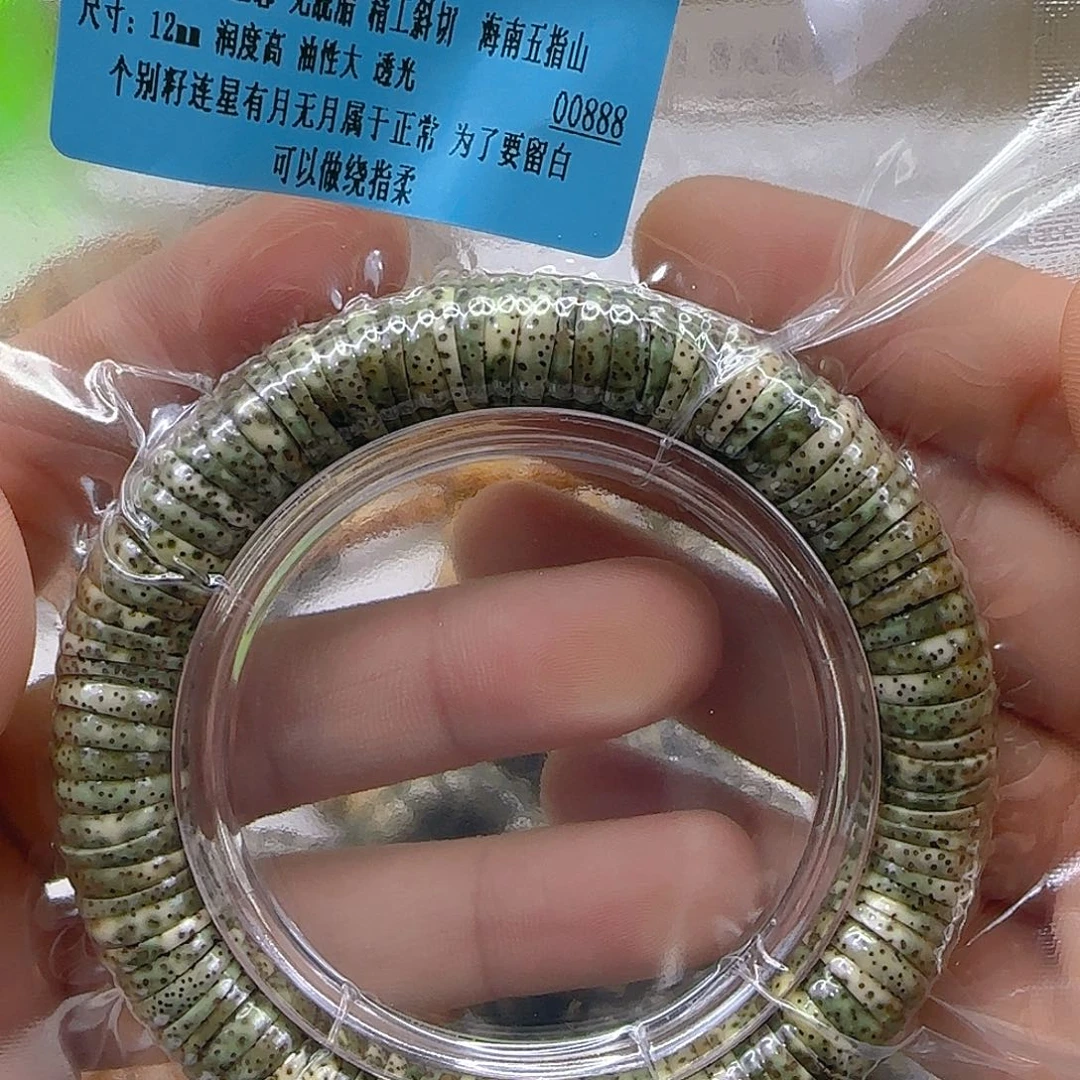 无脱脂 精工斜切 海南五指山
尺寸：12mm 润度高 油性大 透光
00888
个别籽连星有月无月属于正常 为了要留白
可以做绕指柔